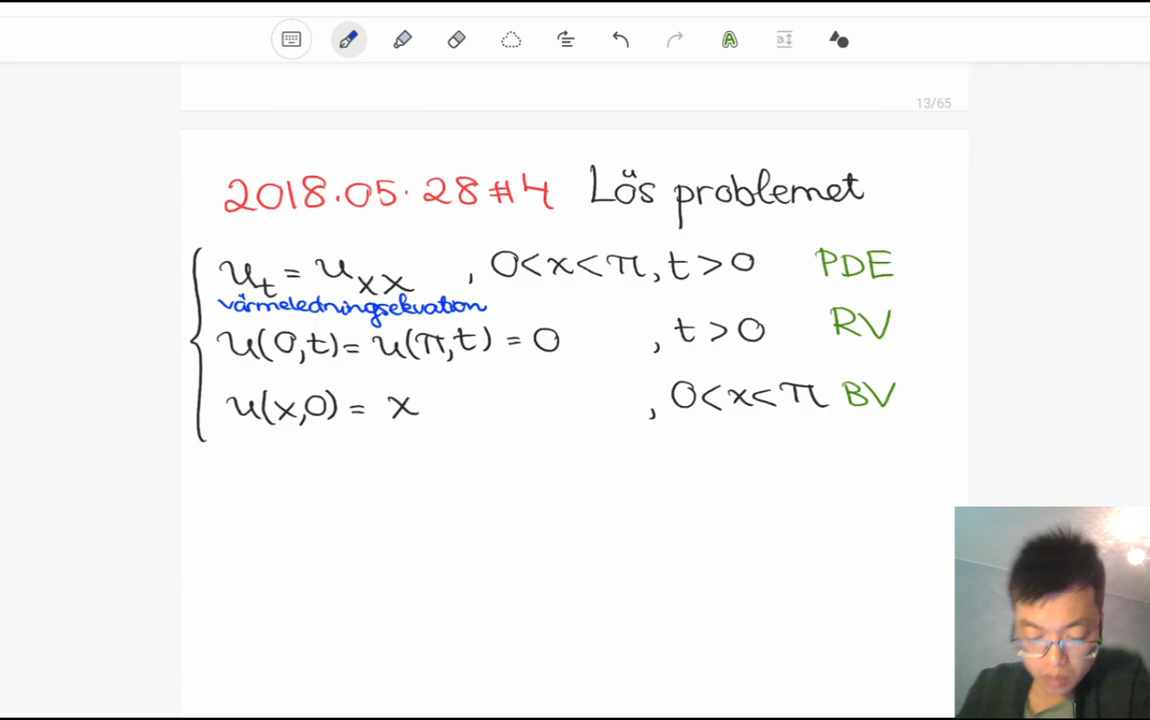 13/65
2018.05.28#4 Lös problemet
u_t = u_xx , 0<x<π, t>0 PDE
värmeledningsekvation
u(0,t) = u(π,t) = 0 , t>0 RV
u(x,0) = x , 0<x<π BV